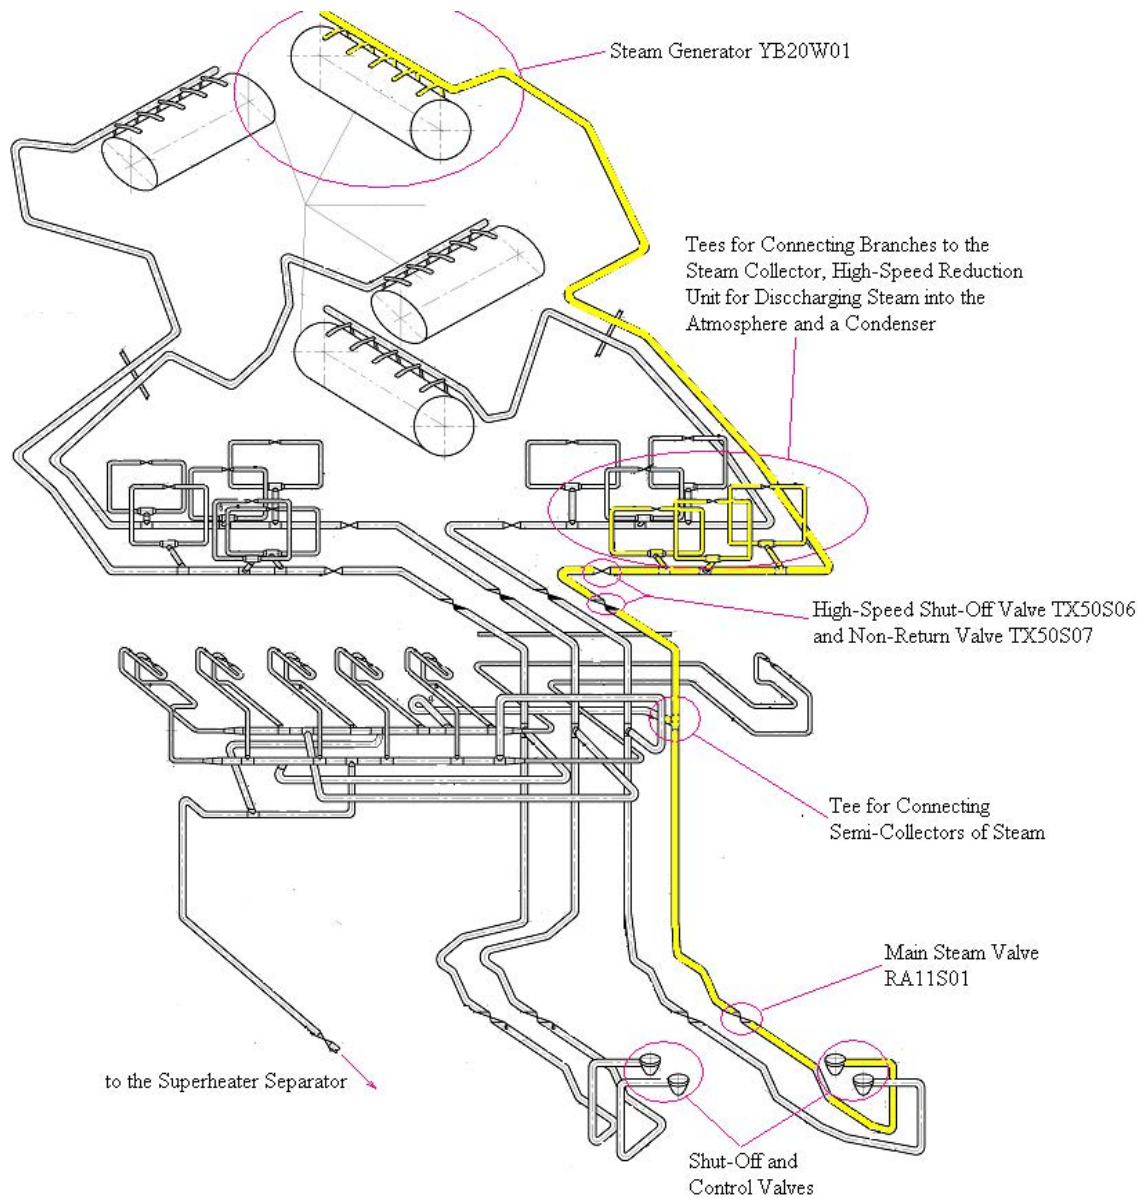 Steam Generator YB20W01
Tees for Connecting Branches to the
Steam Collector, High-Speed Reduction
Unit for Disccharging Steam into the
Atmosphere and a Condenser
High-Speed Shut-Off Valve TX50S06
and Non-Return Valve TX50S07
Tee for Connecting
Semi-Collectors of Steam
Main Steam Valve
RA11S01
to the Superheater Separator
Shut-Off and
Control Valves